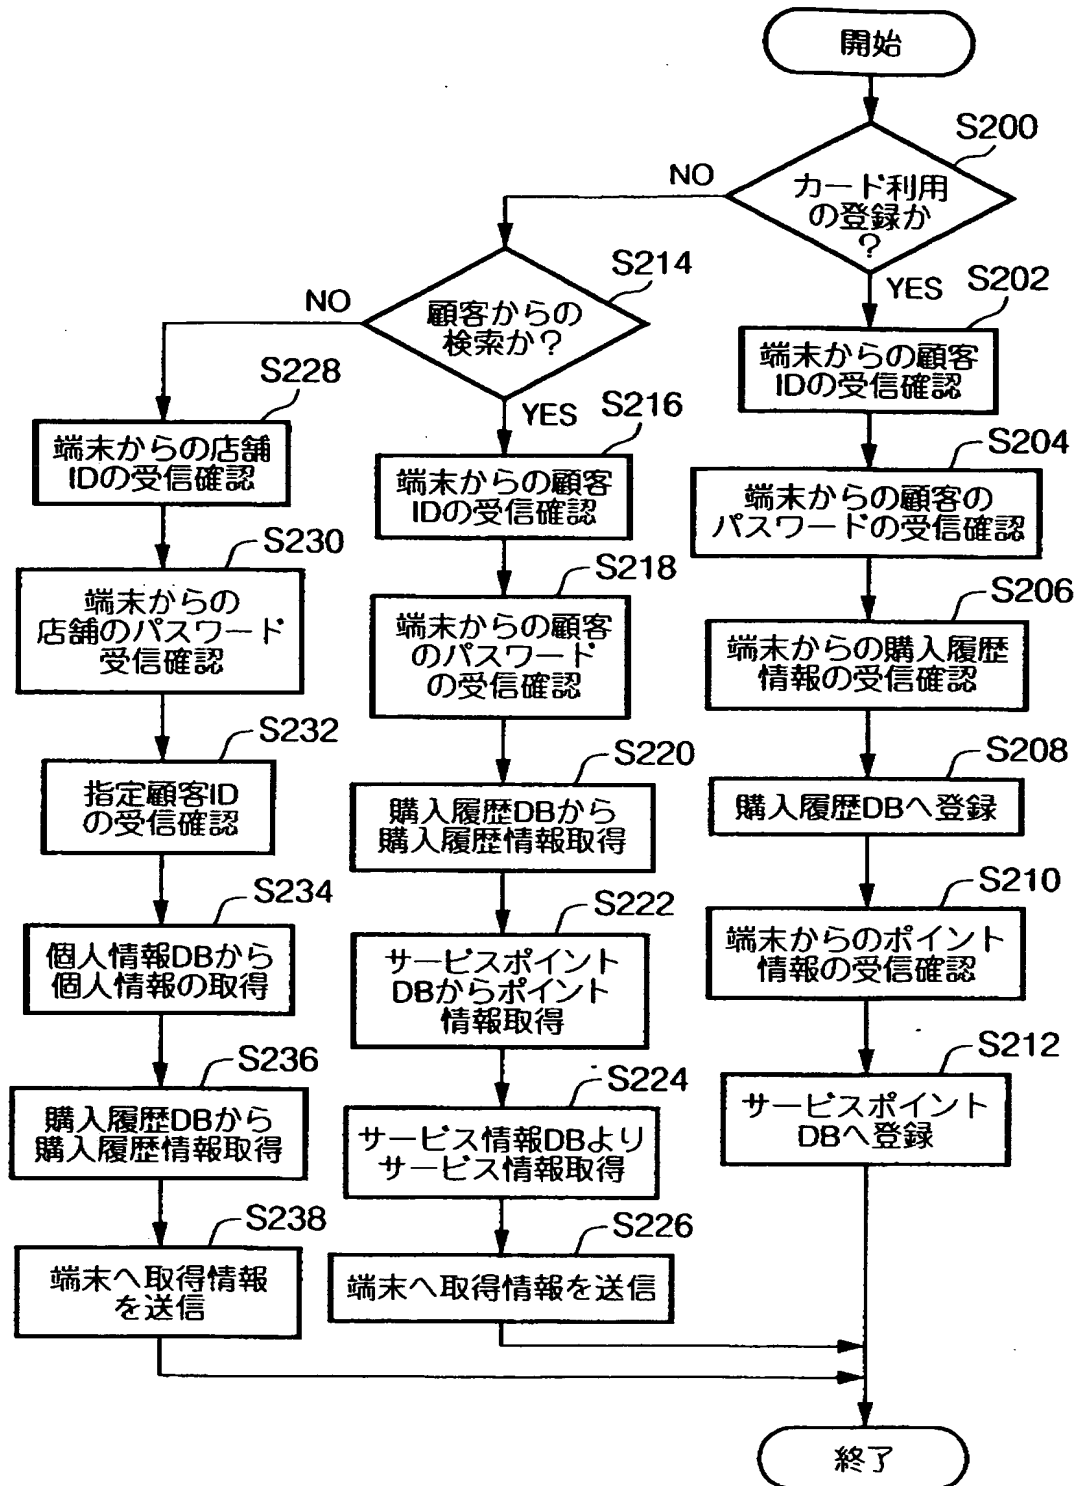 開始
S200
カード利用
の登録か
?
NO
YES
S202
端末からの顧客
IDの受信確認
S204
端末からの顧客の
パスワードの受信確認
S206
端末からの購入履歴
情報の受信確認
S208
購入履歴DBへ登録
S210
端末からのポイント
情報の受信確認
S212
サービスポイント
DBへ登録
S214
顧客からの
検索か?
NO
YES
S216
端末からの顧客
IDの受信確認
S218
端末からの顧客
のパスワード
の受信確認
S220
購入履歴DBから
購入履歴情報取得
S222
サービスポイント
DBからポイント
情報取得
S224
サービス情報DBより
サービス情報取得
S226
端末へ取得情報を送信
S228
端末からの店舗
IDの受信確認
S230
端末からの
店舗のパスワード
受信確認
S232
指定顧客ID
の受信確認
S234
個人情報DBから
個人情報の取得
S236
購入履歴DBから
購入履歴情報取得
S238
端末へ取得情報
を送信
終了